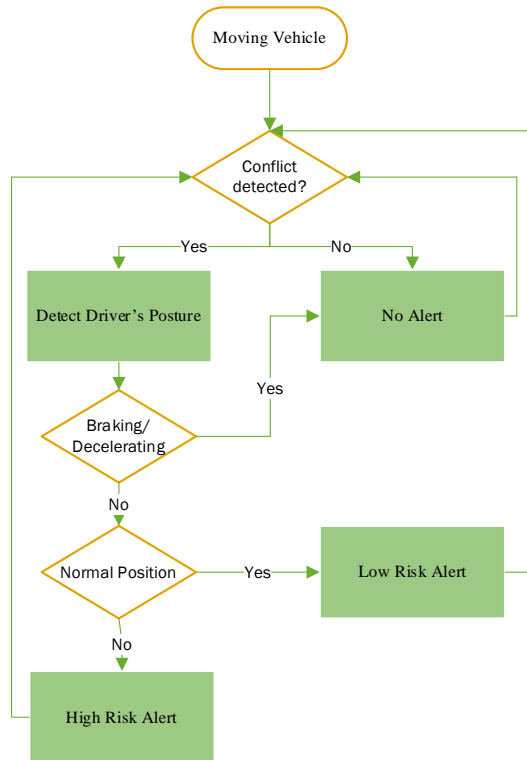 Moving Vehicle
Conflict
detected?
Yes
No
Detect Driver's Posture
No Alert
Yes
Braking/
Decelerating
No
Normal Position
Yes
Low Risk Alert
No
High Risk Alert